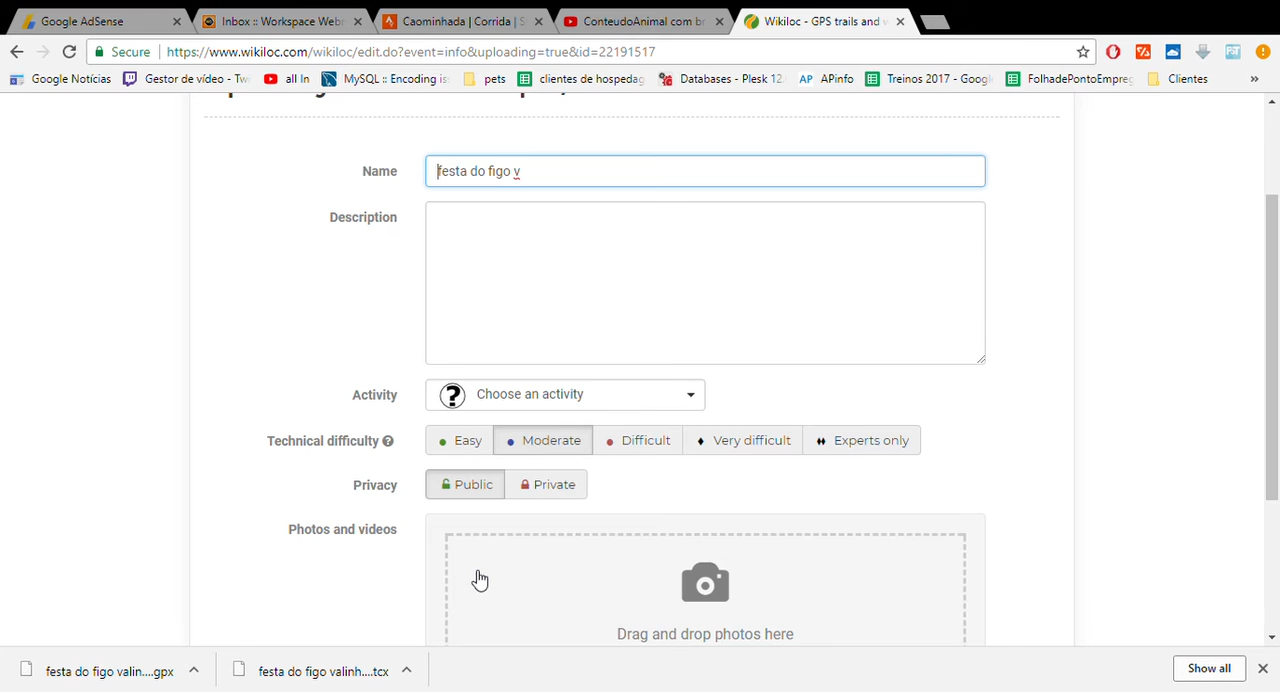 Google AdSense
Inbox :: Workspace Webm
Caominhada | Corrida | S
ConteudoAnimal com br
Wikiloc - GPS trails and w
Secure https://www.wikiloc.com/wikiloc/edit.do?event=info&uploading=true&id=22191517
Google Notícias
Gestor de vídeo - Tw
all In
MySQL :: Encoding is
pets
clientes de hospedag
Databases - Plesk 12.
AP APinfo
Treinos 2017 - Googl
FolhadePontoEmpreg
Clientes
»
Name
festa do figo v
Description
Activity
? Choose an activity
Technical difficulty ?
Easy Moderate Difficult Very difficult Experts only
Privacy
Public Private
Photos and videos
Drag and drop photos here
festa do figo valin....gpx
festa do figo valinh....tcx
Show all